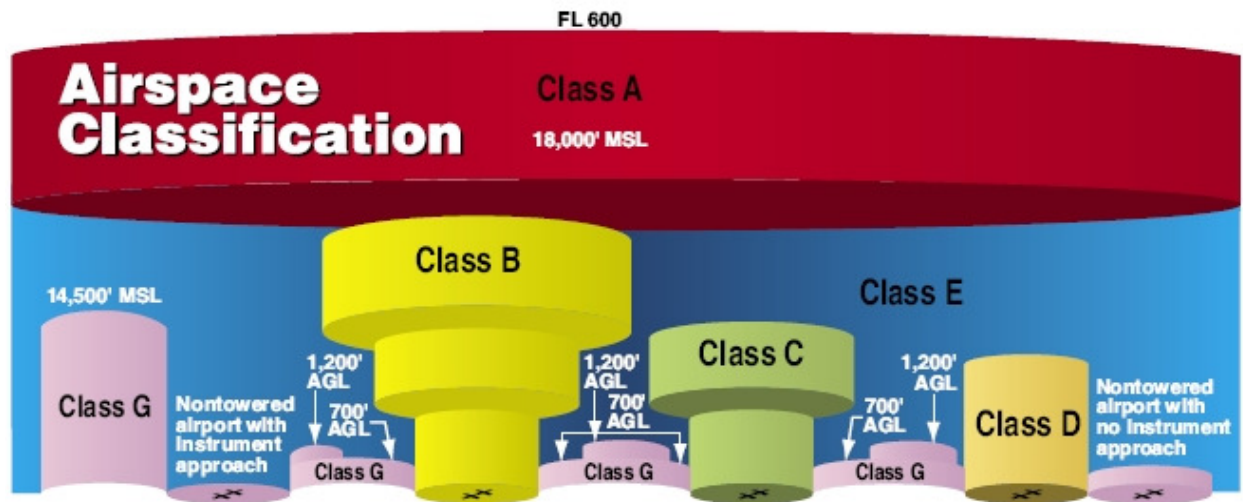 FL 600
Airspace
Classification
Class A
18,000' MSL
Class B
Class E
14,500' MSL
Class C
1,200'
AGL
1,200'
AGL
1,200'
AGL
Class G
Nontowered
airport with
Instrument
approach
700'
AGL
700'
AGL
700'
AGL
Class D
Nontowered
airport with
no Instrument
approach
Class G
Class G
Class G